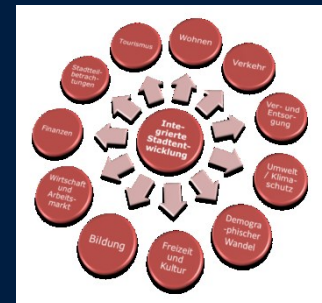 Inte-
grierte
Stadtent-
wicklung
Wohnen
Verkehr
Ver- und
Entsor-
gung
Umwelt
/ Klima-
schutz
Demogra
-phischer
Wandel
Freizeit
und
Kultur
Bildung
Wirtschaft
und
Arbeits-
markt
Finanzen
Stadtteil-
betrach-
tungen
Tourismus